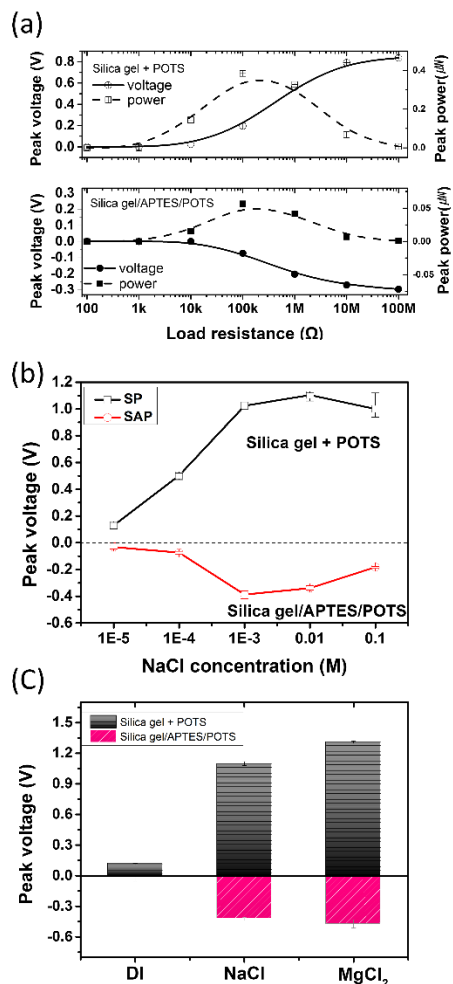 (a)
Silica gel + POTS
voltage
power
Peak voltage (V)
0.8
0.6
0.4
0.2
0.0
Peak power(μW)
0.4
0.2
0.0
Silica gel/APTES/POTS
voltage
power
Peak voltage (V)
0.3
0.2
0.1
0.0
-0.1
-0.2
-0.3
Peak power(μW)
0.05
0.00
-0.05
100 1k 10k 100k 1M 10M 100M
Load resistance (Ω)
(b)
SP
SAP
Silica gel + POTS
Silica gel/APTES/POTS
Peak voltage (V)
1.2
1.0
0.8
0.6
0.4
0.2
0.0
-0.2
-0.4
-0.6
1E-5 1E-4 1E-3 0.01 0.1
NaCl concentration (M)
(C)
Silica gel + POTS
Silica gel/APTES/POTS
Peak voltage (V)
1.5
1.2
0.9
0.6
0.3
0.0
-0.3
-0.6
DI NaCl MgCl₂